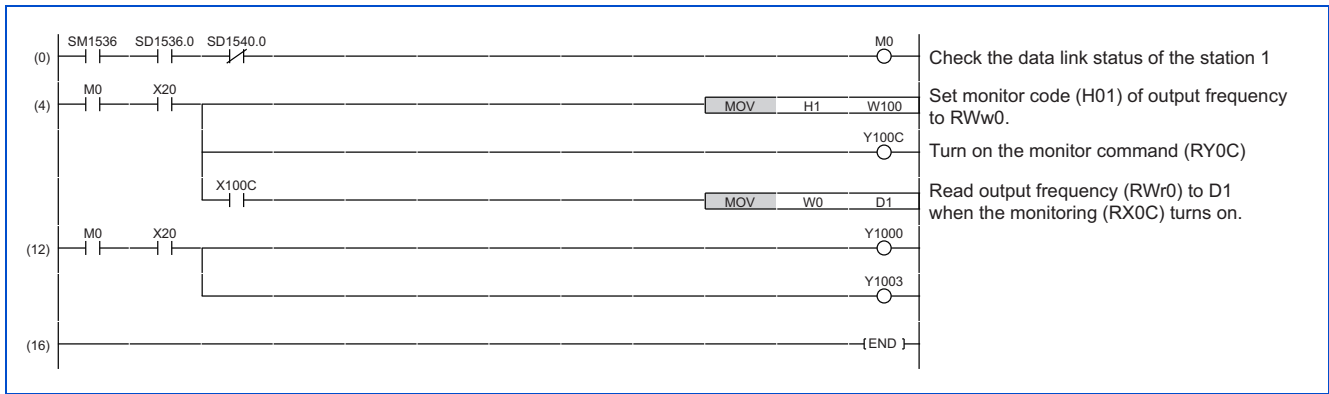 SM1536 SD1536.0 SD1540.0 M0
(0) Check the data link status of the station 1
M0 X20
(4) MOV H1 W100 Set monitor code (H01) of output frequency
to RWw0.
Y100C
Turn on the monitor command (RY0C)
X100C
MOV W0 D1 Read output frequency (RWr0) to D1
when the monitoring (RX0C) turns on.
M0 X20 Y1000
(12)
Y1003
(16) END